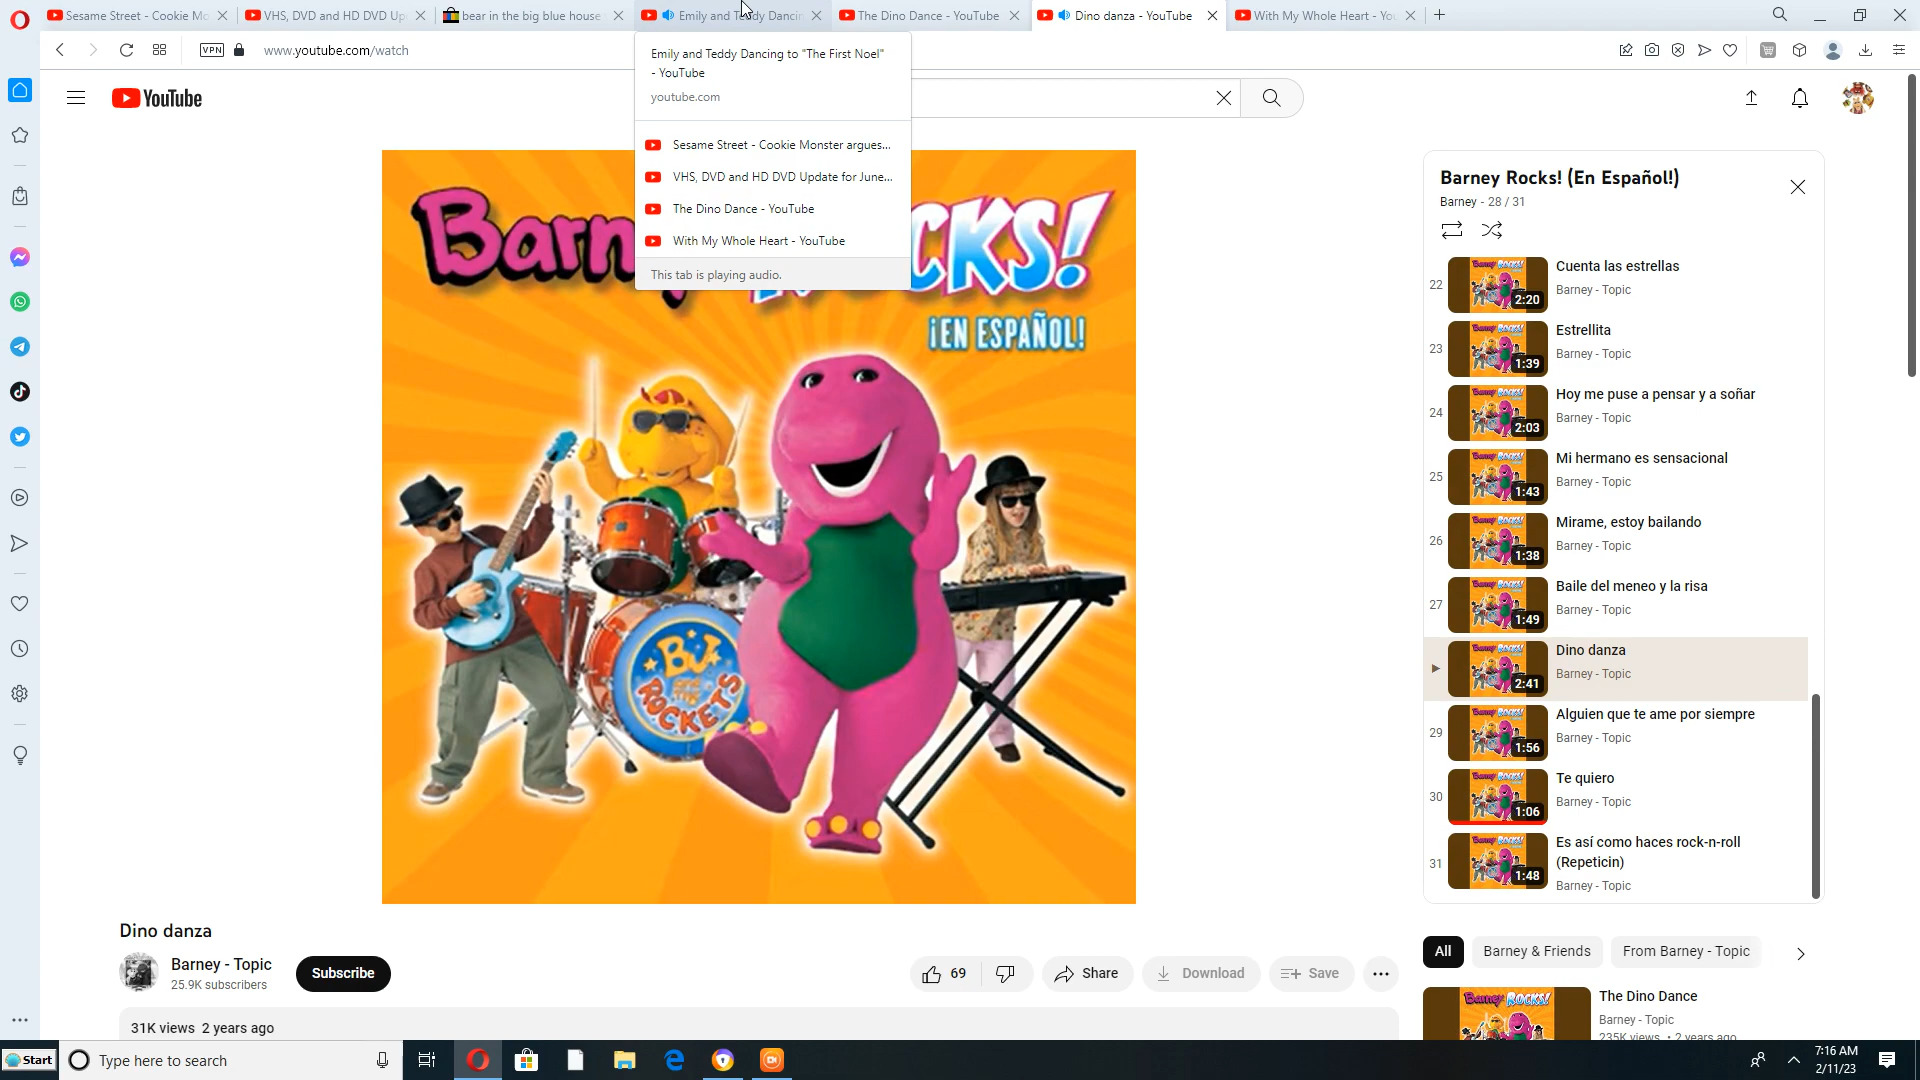 Sesame Street - Cookie Mo
VHS, DVD and HD DVD Up
bear in the big blue house
Emily and Teddy Dancin
The Dino Dance - YouTube
Dino danza - YouTube
With My Whole Heart - You
VPN
www.youtube.com/watch
Emily and Teddy Dancing to "The First Noel"
- YouTube
youtube.com
Sesame Street - Cookie Monster argues...
VHS, DVD and HD DVD Update for June...
The Dino Dance - YouTube
With My Whole Heart - YouTube
This tab is playing audio.
YouTube
Barn
CKS!
¡EN ESPAÑOL!
BJ
and the
ROCKETS
Barney Rocks! (En Español!)
Barney - 28 / 31
22
2:20
Cuenta las estrellas
Barney - Topic
23
1:39
Estrellita
Barney - Topic
24
2:03
Hoy me puse a pensar y a soñar
Barney - Topic
25
1:43
Mi hermano es sensacional
Barney - Topic
26
1:38
Mirame, estoy bailando
Barney - Topic
27
1:49
Baile del meneo y la risa
Barney - Topic
2:41
Dino danza
Barney - Topic
29
1:56
Alguien que te ame por siempre
Barney - Topic
30
1:06
Te quiero
Barney - Topic
31
1:48
Es así como haces rock-n-roll
(Repeticin)
Barney - Topic
Dino danza
Barney - Topic
25.9K subscribers
Subscribe
69
Share
Download
Save
31K views 2 years ago
All
Barney & Friends
From Barney - Topic
Barney ROCKS!
The Dino Dance
Barney - Topic
235K views • 2 years ago
Start
Type here to search
7:16 AM
2/11/23